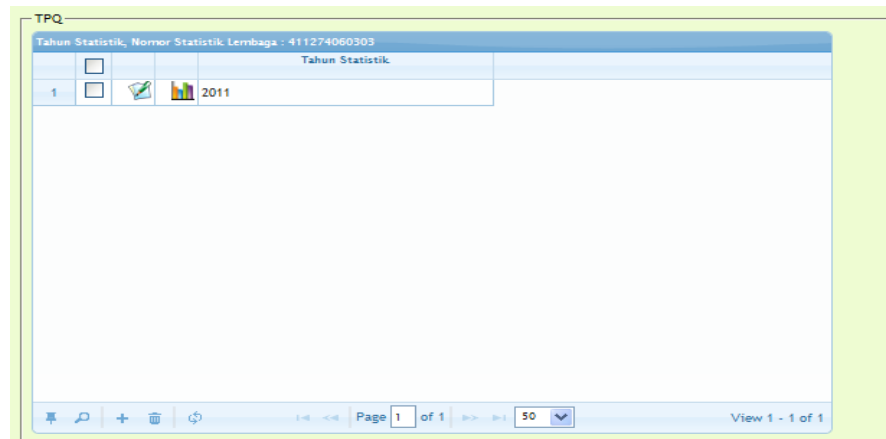 TPQ
Tahun Statistik, Nomor Statistik Lembaga : 411274060303
Tahun Statistik
1 2011
Page 1 of 1 50 View 1 - 1 of 1